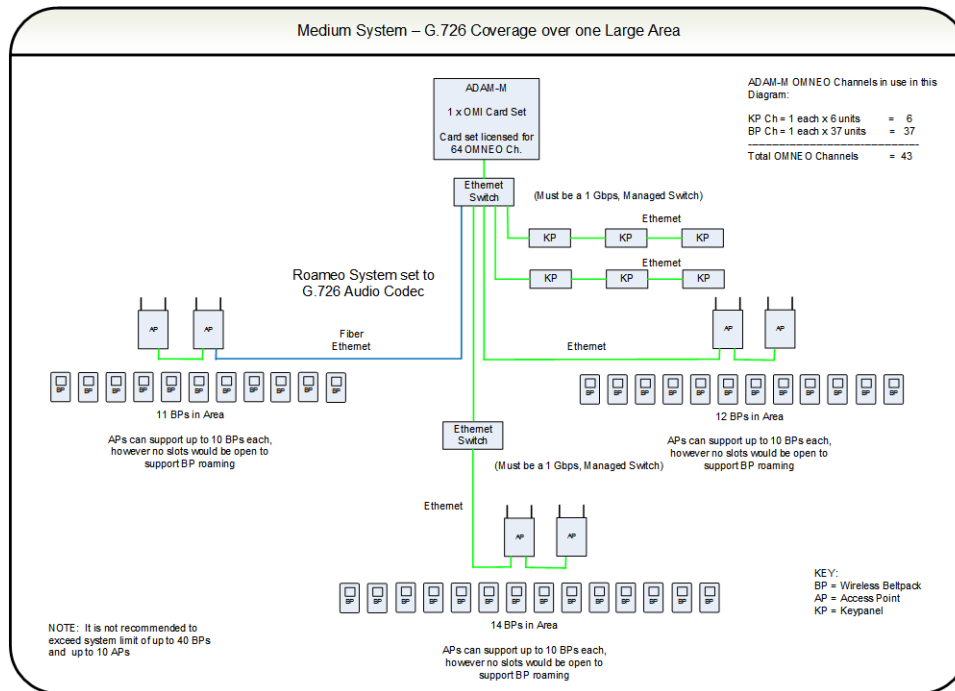 Medium System – G.726 Coverage over one Large Area
ADAM-M
1 x OMI Card Set
Card set licensed for
64 OMNEO Ch.
ADAM-M OMNEO Channels in use in this
Diagram:
KP Ch = 1 each x 6 units = 6
BP Ch = 1 each x 37 units = 37
------------------------------------------------
Total OMNEO Channels = 43
Ethernet
Switch
(Must be a 1 Gbps, Managed Switch)
Ethernet
KP KP KP
Ethernet
KP KP KP
Roameo System set to
G.726 Audio Codec
AP AP
Fiber
Ethernet
Ethernet
AP AP
BP BP BP BP BP BP BP BP BP BP BP
11 BPs in Area
APs can support up to 10 BPs each,
however no slots would be open to
support BP roaming
BP BP BP BP BP BP BP BP BP BP BP BP
12 BPs in Area
APs can support up to 10 BPs each,
however no slots would be open to
support BP roaming
Ethernet
Switch
(Must be a 1 Gbps, Managed Switch)
Ethernet
AP AP
BP BP BP BP BP BP BP BP BP BP BP BP BP BP
14 BPs in Area
APs can support up to 10 BPs each,
however no slots would be open to
support BP roaming
NOTE: It is not recommended to
exceed system limit of up to 40 BPs
and up to 10 APs
KEY:
BP = Wireless Beltpack
AP = Access Point
KP = Keypanel